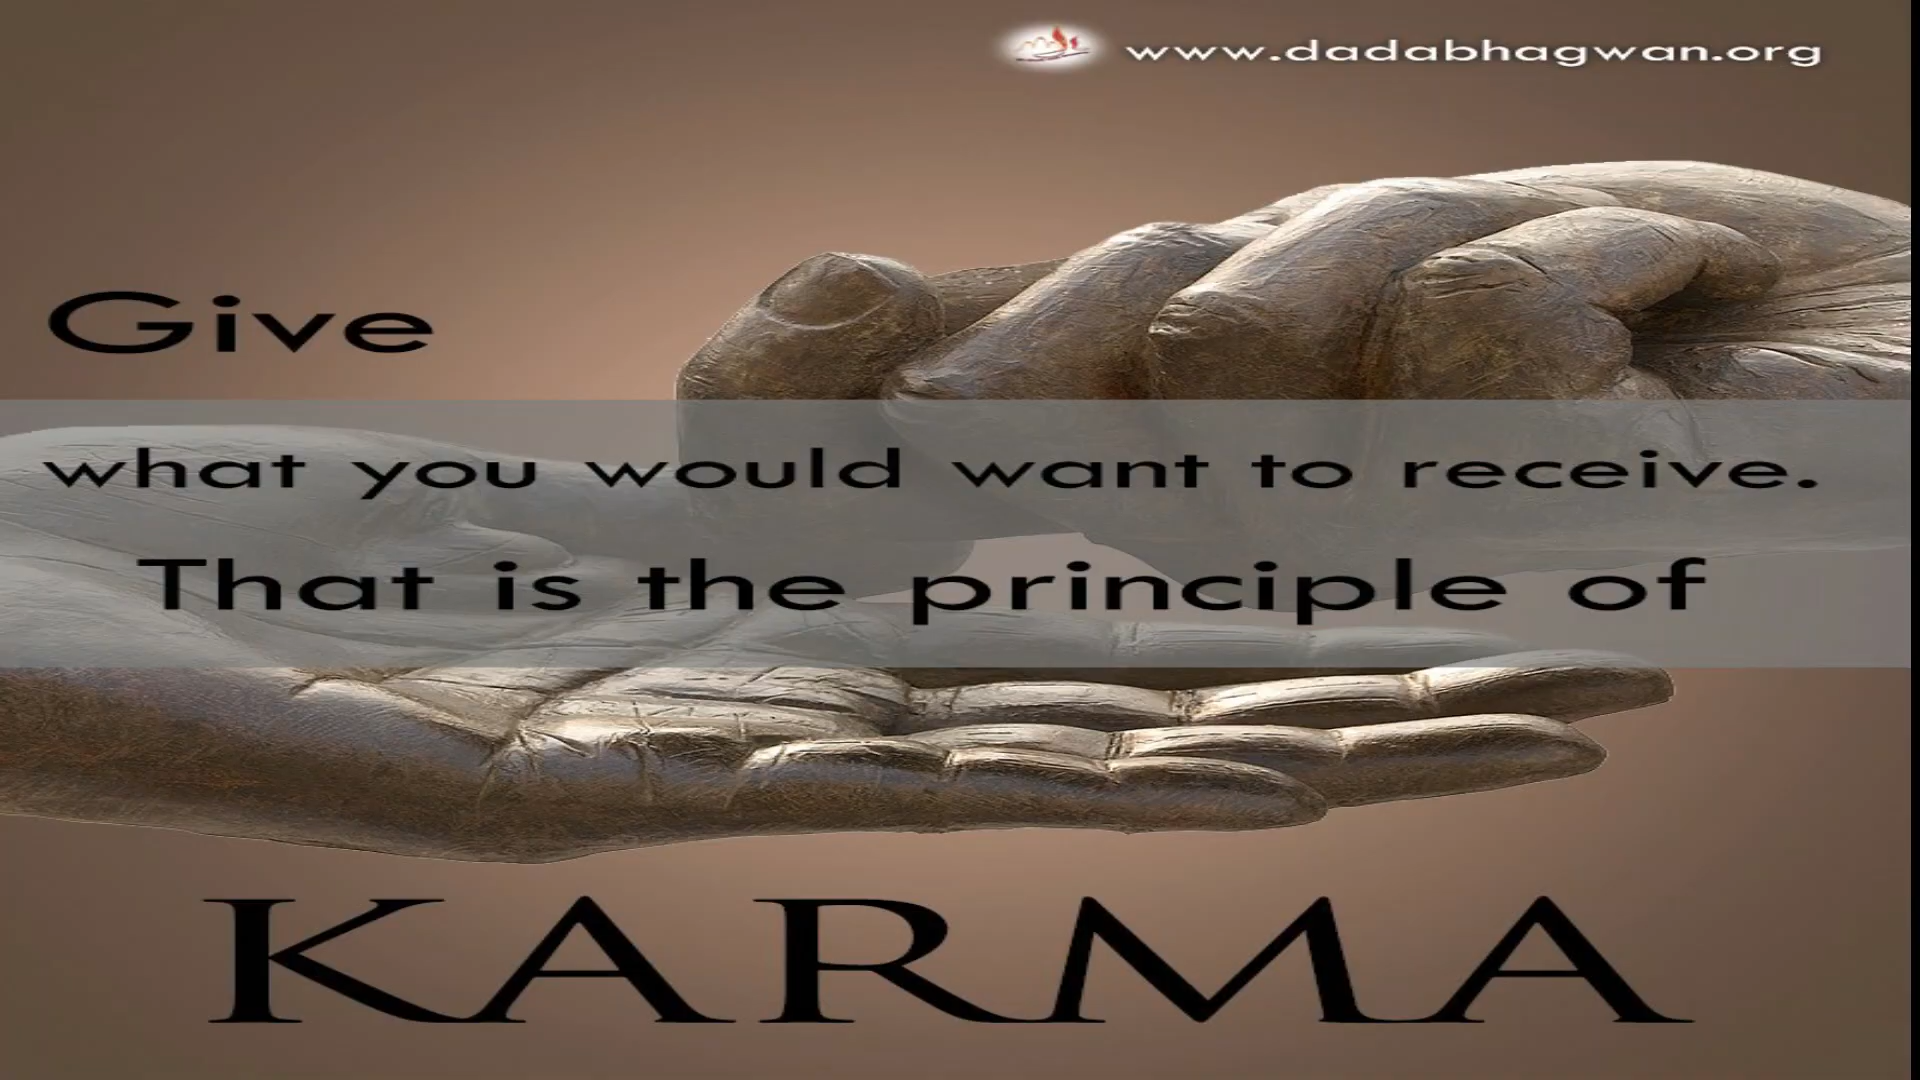 www.dadabhagwan.org
Give
what you would want to receive.
That is the principle of
KARMA